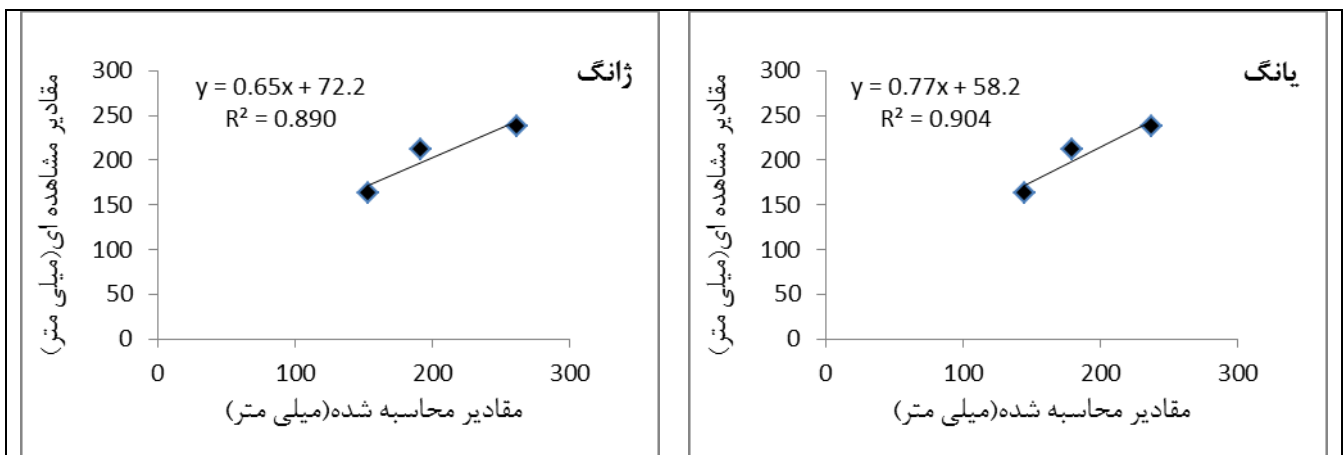 ژانگ
y = 0.65x + 72.2
R² = 0.890
مقادیر مشاهده ای(میلی متر)
300
250
200
150
100
50
0
0 100 200 300
مقادیر محاسبه شده(میلی متر)
یانگ
y = 0.77x + 58.2
R² = 0.904
مقادیر مشاهده ای(میلی متر)
300
250
200
150
100
50
0
0 100 200 300
مقادیر محاسبه شده(میلی متر)